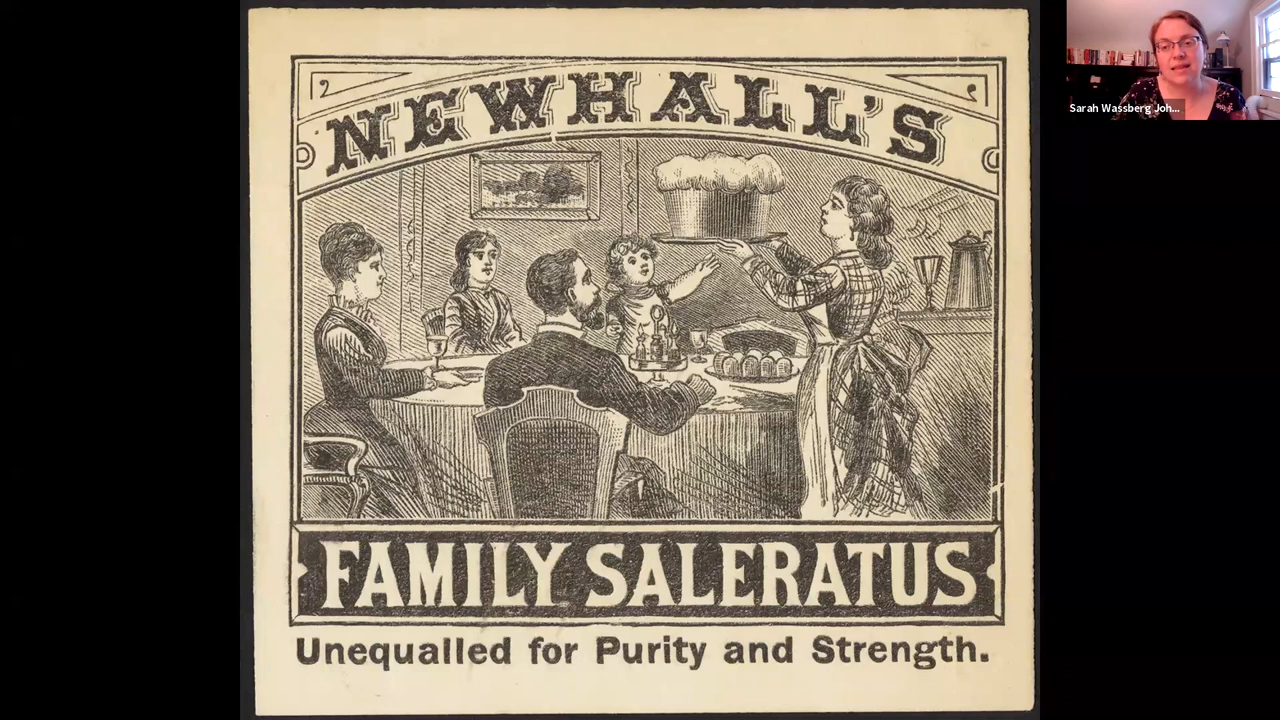 NEWHALL'S
FAMILY SALERATUS
Unequalled for Purity and Strength.
Sarah Wassberg Joh...